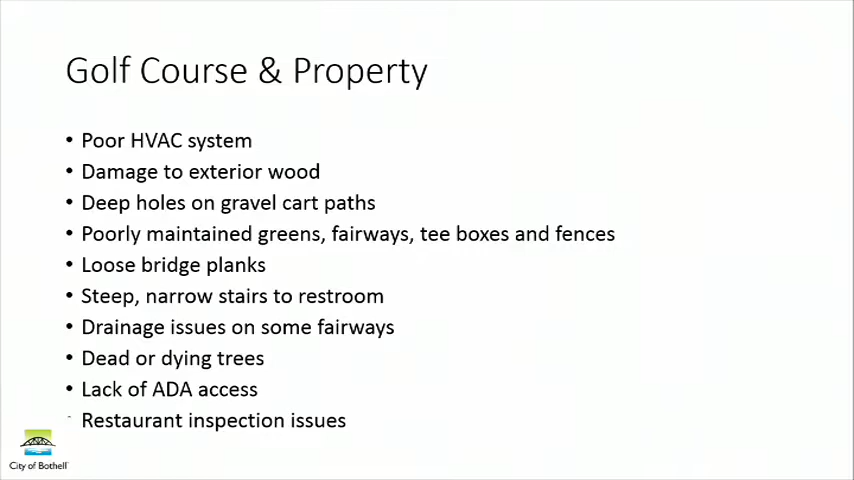 Golf Course & Property
• Poor HVAC system
• Damage to exterior wood
• Deep holes on gravel cart paths
• Poorly maintained greens, fairways, tee boxes and fences
• Loose bridge planks
• Steep, narrow stairs to restroom
• Drainage issues on some fairways
• Dead or dying trees
• Lack of ADA access
• Restaurant inspection issues
City of Bothell